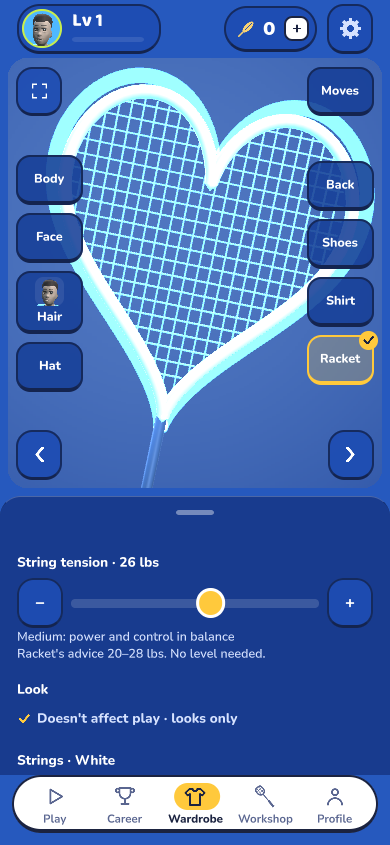 Lv 1
0
+
Moves
Body
Back
Face
Shoes
Hair
Shirt
Hat
Racket
String tension · 26 lbs
−
+
Medium: power and control in balance
Racket's advice 20–28 lbs. No level needed.
Look
Doesn't affect play · looks only
Strings · White
Play
Career
Wardrobe
Workshop
Profile